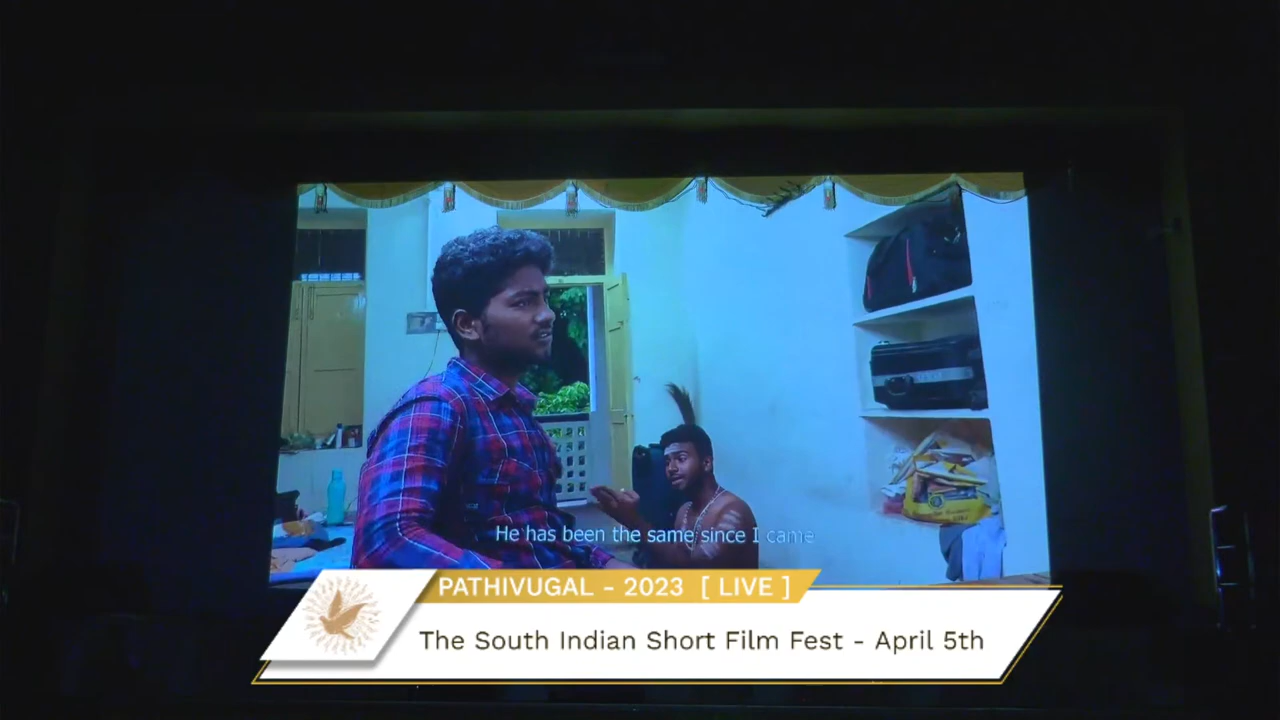 He has been the same since I came
PATHIVUGAL - 2023 [ LIVE ]
The South Indian Short Film Fest - April 5th